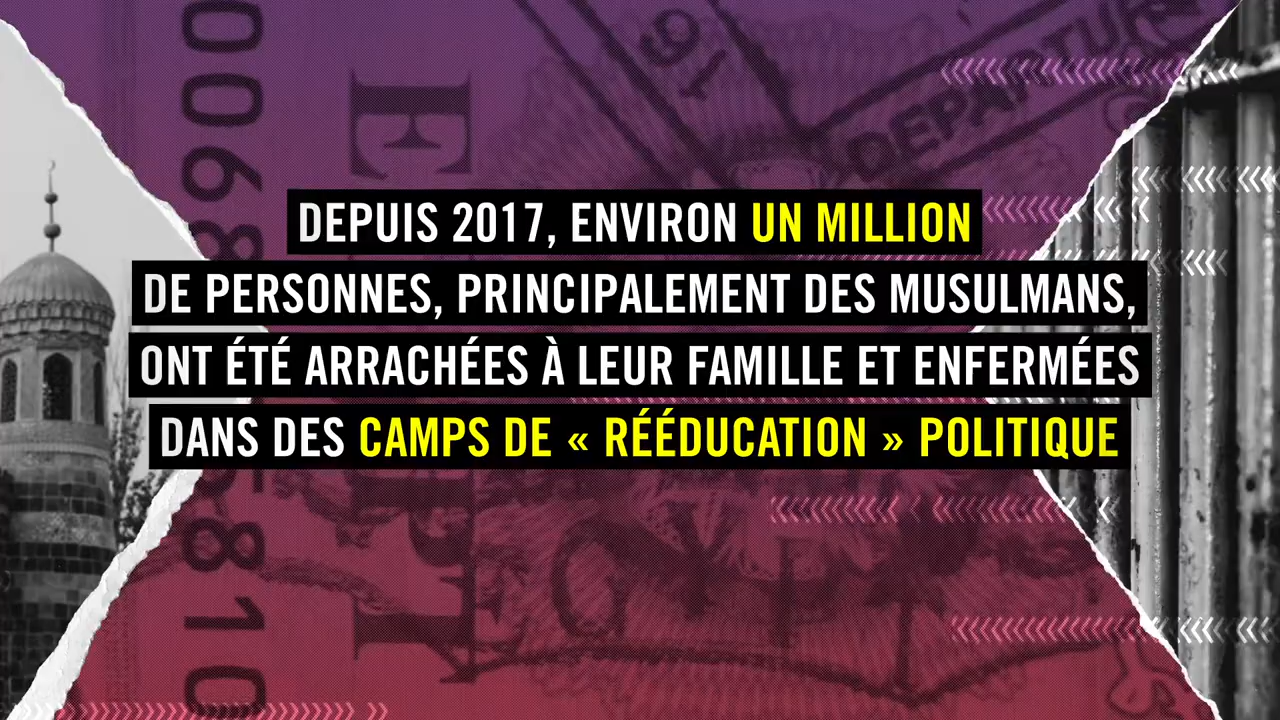 DEPUIS 2017, ENVIRON UN MILLION
DE PERSONNES, PRINCIPALEMENT DES MUSULMANS,
ONT ÉTÉ ARRACHÉES À LEUR FAMILLE ET ENFERMÉES
DANS DES CAMPS DE « RÉÉDUCATION » POLITIQUE
DEPARTURE